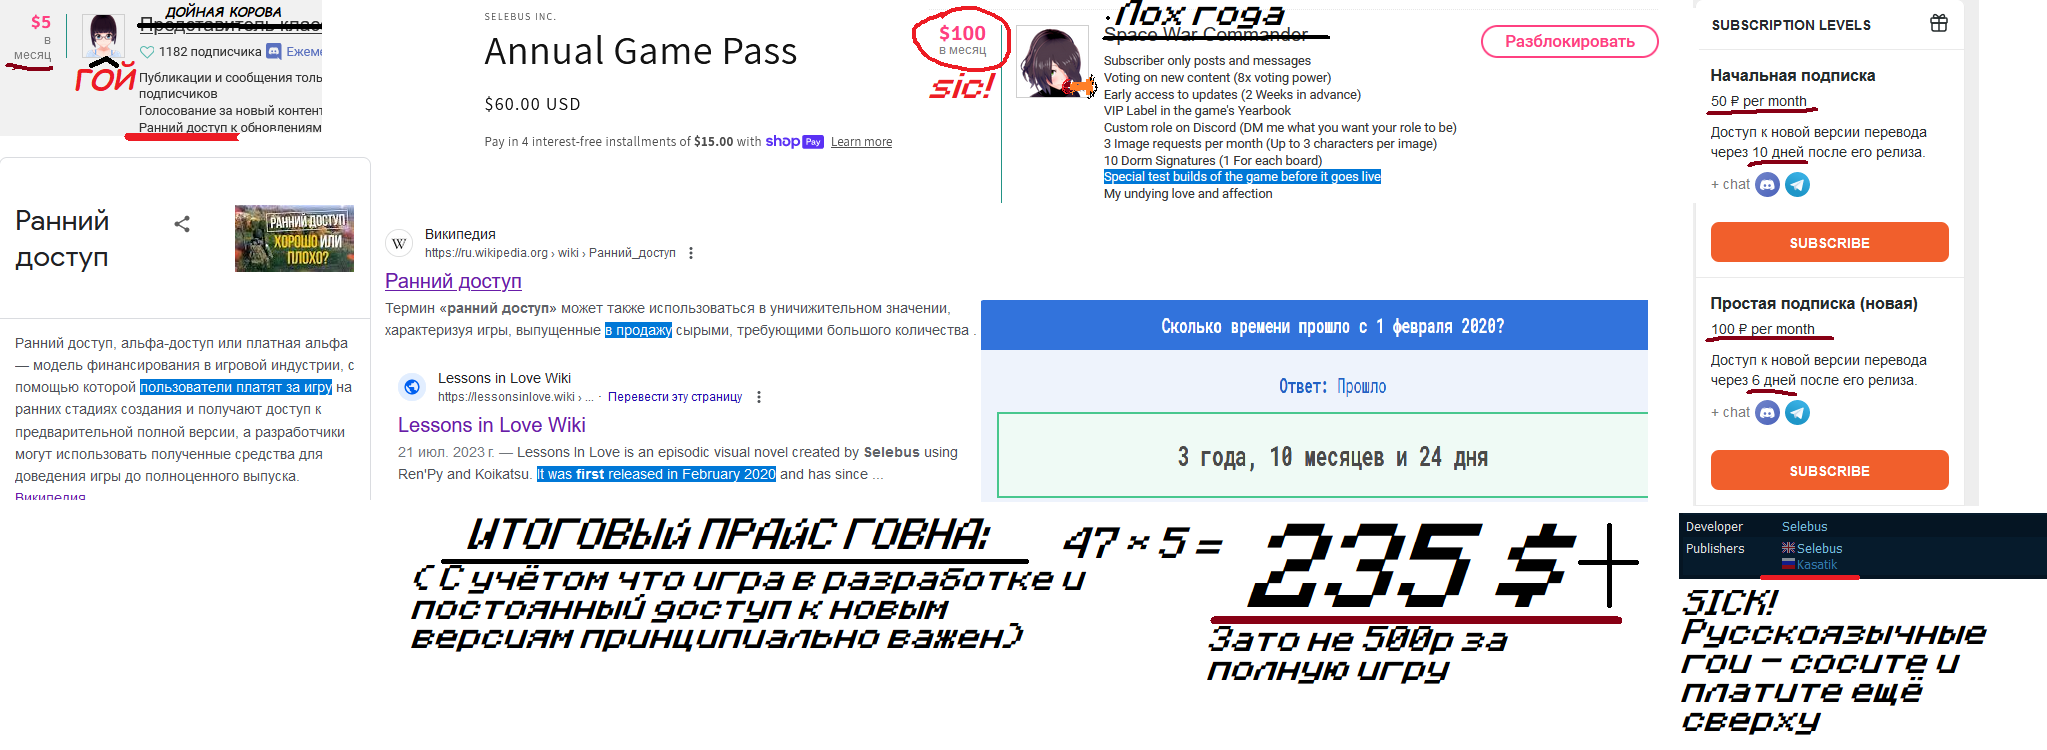 $5
в
месяц
ДОЙНАЯ КОРОВА
Представитель клас
1182 подписчика Ежеме
ГОЙ
Публикации и сообщения толь
подписчиков
Голосование за новый контент
Ранний доступ к обновлениям
SELEBUS INC.
Annual Game Pass
$60.00 USD
Pay in 4 interest-free installments of $15.00 with shop Pay Learn more
$100
в месяц
sic!
Лох года
Space War Commander
Subscriber only posts and messages
Voting on new content (8x voting power)
Early access to updates (2 Weeks in advance)
VIP Label in the game's Yearbook
Custom role on Discord (DM me what you want your role to be)
3 Image requests per month (Up to 3 characters per image)
10 Dorm Signatures (1 For each board)
Special test builds of the game before it goes live
My undying love and affection
Разблокировать
SUBSCRIPTION LEVELS
Начальная подписка
50 ₽ per month
Доступ к новой версии перевода
через 10 дней после его релиза.
+ chat
SUBSCRIBE
Простая подписка (новая)
100 ₽ per month
Доступ к новой версии перевода
через 6 дней после его релиза.
+ chat
SUBSCRIBE
Ранний
доступ
РАННИЙ ДОСТУП
ХОРОШО ИЛИ
ПЛОХО?
Ранний доступ, альфа-доступ или платная альфа
— модель финансирования в игровой индустрии, с
помощью которой пользователи платят за игру на
ранних стадиях создания и получают доступ к
предварительной полной версии, а разработчики
могут использовать полученные средства для
доведения игры до полноценного выпуска.
Википедия
W
Википедия
https://ru.wikipedia.org › wiki › Ранний_доступ
Ранний доступ
Термин «ранний доступ» может также использоваться в уничижительном значении,
характеризуя игры, выпущенные в продажу сырыми, требующими большого количества .
Lessons in Love Wiki
https://lessonsinlove.wiki › ... · Перевести эту страницу
Lessons in Love Wiki
21 июл. 2023 г. — Lessons In Love is an episodic visual novel created by Selebus using
Ren'Py and Koikatsu. It was first released in February 2020 and has since ...
Сколько времени прошло с 1 февраля 2020?
Ответ: Прошло
3 года, 10 месяцев и 24 дня
ИТОГОВЫЙ ПРАЙС ГОВНА:
(С учётом что игра в разработке и
постоянный доступ к новым
версиям принципиально важен)
47 × 5 =
235 $+
Зато не 500р за
полную игру
Developer Selebus
Publishers Selebus
Kasatik
SICK!
Русскоязычные
гои - сосите и
платите ещё
сверху